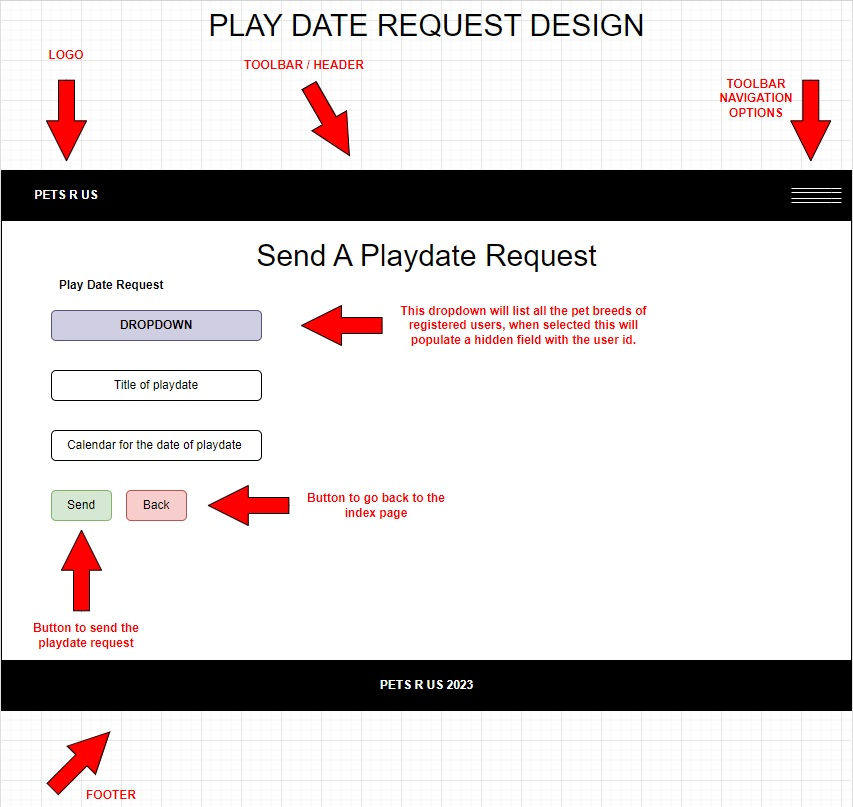 PLAY DATE REQUEST DESIGN
LOGO
TOOLBAR / HEADER
TOOLBAR
NAVIGATION
OPTIONS
PETS R US
Send A Playdate Request
Play Date Request
DROPDOWN
This dropdown will list all the pet breeds of
registered users, when selected this will
populate a hidden field with the user id.
Title of playdate
Calendar for the date of playdate
Send
Back
Button to go back to the
index page
Button to send the
playdate request
PETS R US 2023
FOOTER